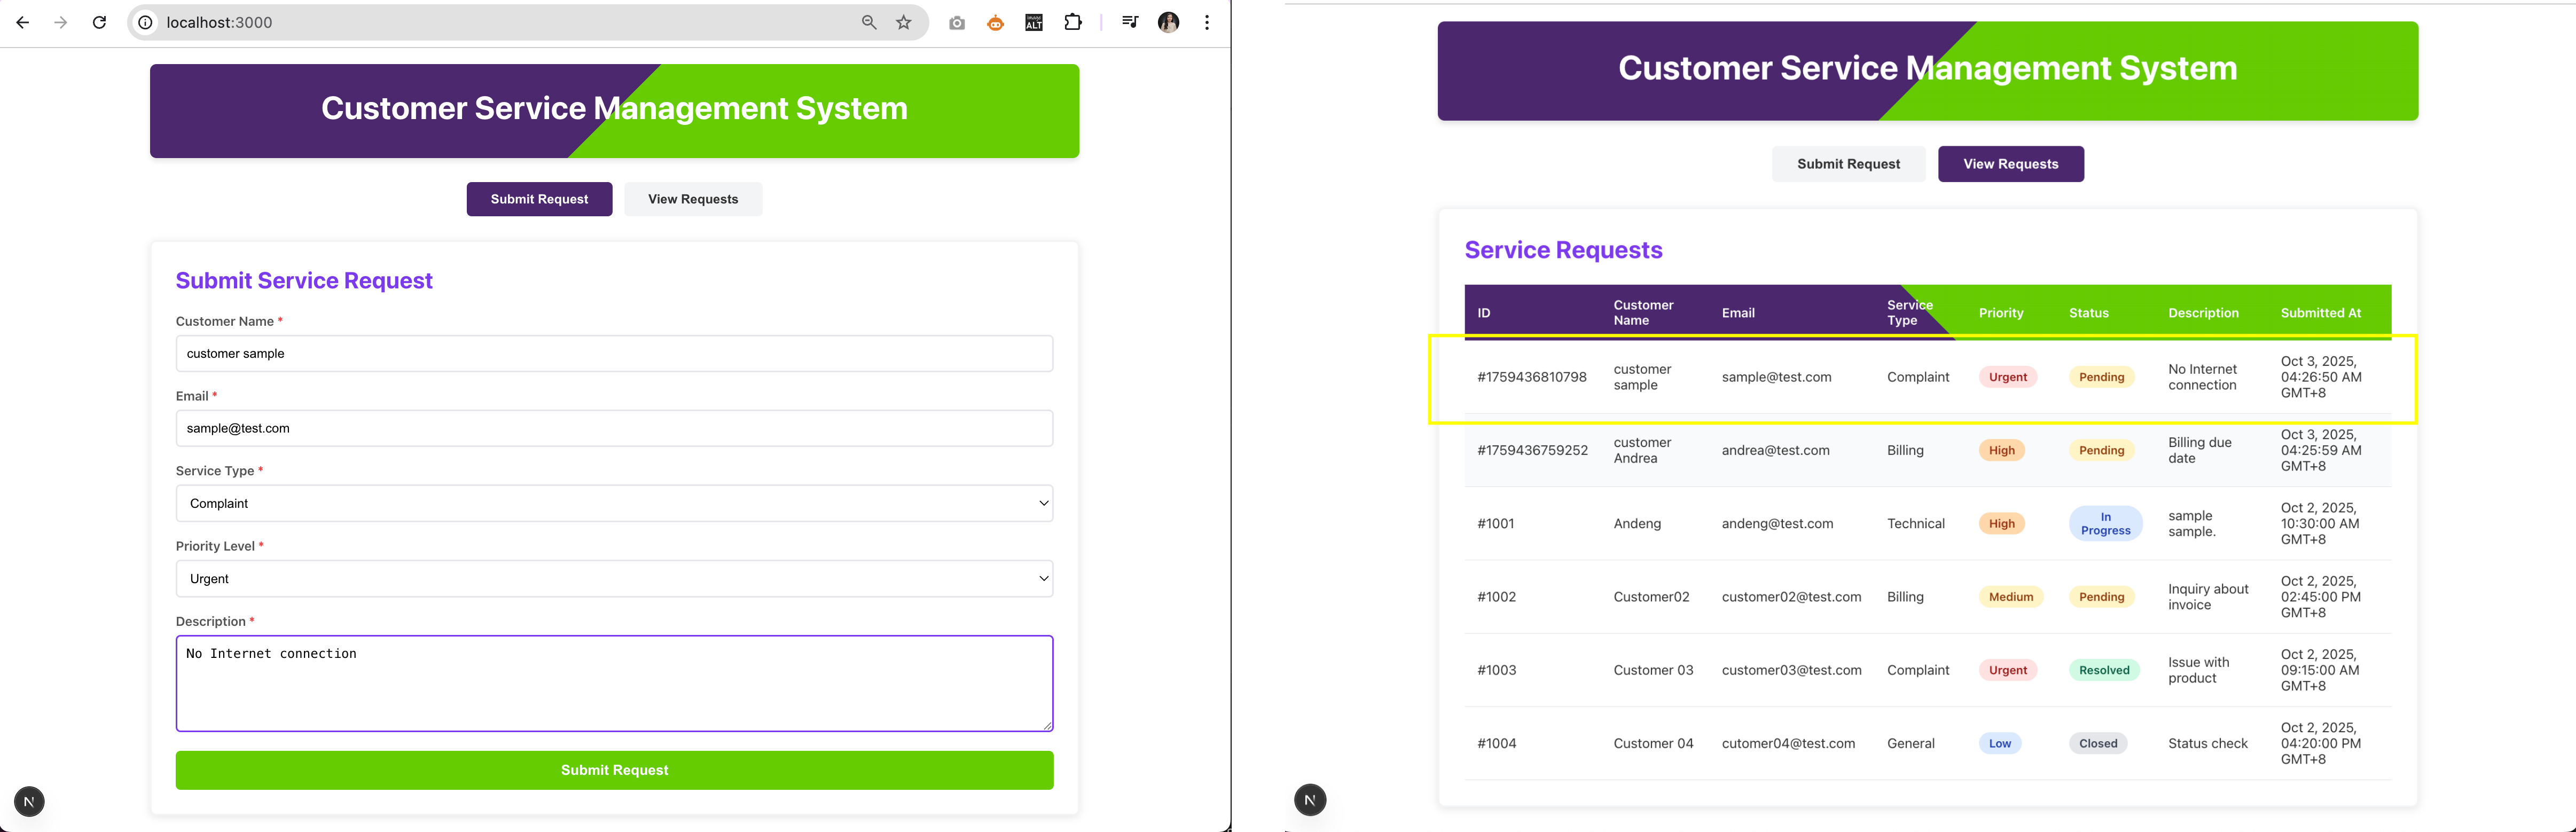 localhost:3000
ALT
Customer Service Management System
Submit Request
View Requests
Submit Service Request
Customer Name *
customer sample
Email *
sample@test.com
Service Type *
Complaint
Priority Level *
Urgent
Description *
No Internet connection
Submit Request
N
Customer Service Management System
Submit Request
View Requests
Service Requests
ID Customer Name Email Service Type Priority Status Description Submitted At
#1759436810798 customer sample sample@test.com Complaint Urgent Pending No Internet connection Oct 3, 2025, 04:26:50 AM GMT+8
#1759436759252 customer Andrea andrea@test.com Billing High Pending Billing due date Oct 3, 2025, 04:25:59 AM GMT+8
#1001 Andeng andeng@test.com Technical High In Progress sample sample. Oct 2, 2025, 10:30:00 AM GMT+8
#1002 Customer02 customer02@test.com Billing Medium Pending Inquiry about invoice Oct 2, 2025, 02:45:00 PM GMT+8
#1003 Customer 03 customer03@test.com Complaint Urgent Resolved Issue with product Oct 2, 2025, 09:15:00 AM GMT+8
#1004 Customer 04 cutomer04@test.com General Low Closed Status check Oct 2, 2025, 04:20:00 PM GMT+8
N